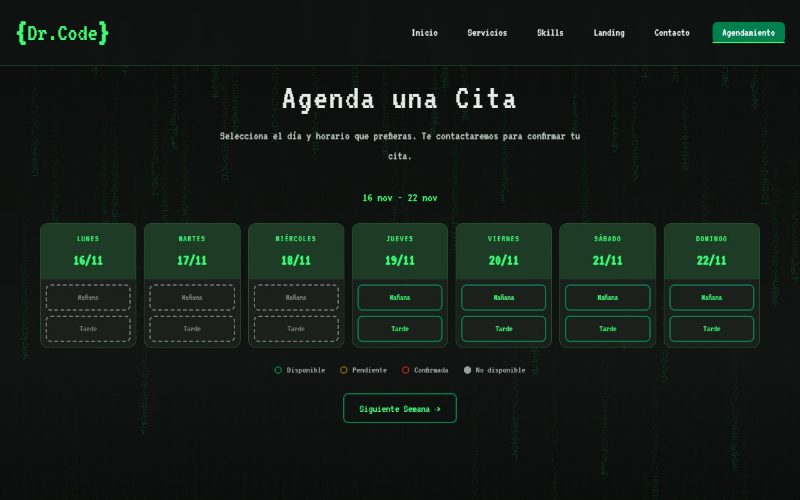 {Dr.Code}
Inicio Servicios Skills Landing Contacto Agendamiento
Agenda una Cita
Selecciona el día y horario que prefieras. Te contactaremos para confirmar tu
cita.
16 nov - 22 nov
LUNES MARTES MIÉRCOLES JUEVES VIERNES SÁBADO DOMINGO
16/11 17/11 18/11 19/11 20/11 21/11 22/11
Mañana Mañana Mañana Mañana Mañana Mañana Mañana
Tarde Tarde Tarde Tarde Tarde Tarde Tarde
Disponible Pendiente Confirmada No disponible
Siguiente Semana →